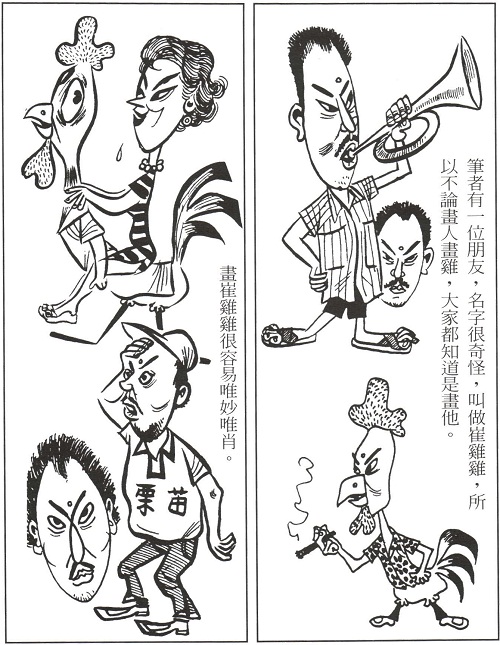 筆者有一位朋友，名字很奇怪，叫做崔雞雞，所
以不論畫人畫雞，大家都知道是畫他。
畫崔雞雞很容易唯妙唯肖。
苗栗